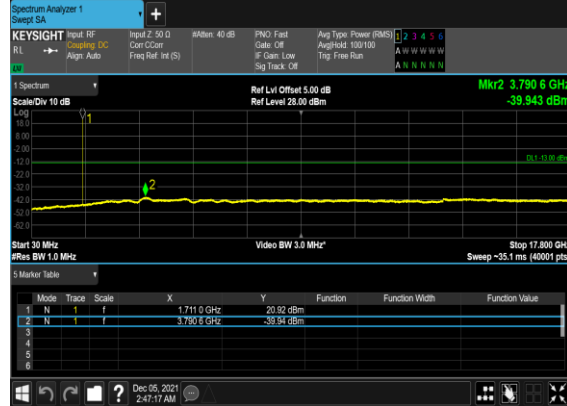 Spectrum Analyzer 1
Swept SA
+
KEYSIGHT
RL
Input: RF
Coupling: DC
Align: Auto
Input Z: 50 Ω
Corr CCorr
Freq Ref: Int (S)
#Atten: 40 dB
PNO: Fast
Gate: Off
IF Gain: Low
Sig Track: Off
Avg Type: Power (RMS)
Avg|Hold: 100/100
Trig: Free Run
1 2 3 4 5 6
A W W W W W
A N N N N N
1 Spectrum
Scale/Div 10 dB
Log
Ref Lvl Offset 5.00 dB
Ref Level 28.00 dBm
Mkr2 3.790 6 GHz
-39.943 dBm
18.0
8.00
-2.00
-12.0
-22.0
-32.0
-42.0
-52.0
-62.0
1
2
DL1 -13.00 dBm
Start 30 MHz
#Res BW 1.0 MHz
Video BW 3.0 MHz*
Stop 17.800 GHz
Sweep ~35.1 ms (40001 pts)
5 Marker Table
Mode Trace Scale X Y Function Function Width Function Value
1 N 1 f 1.711 0 GHz 20.92 dBm
2 N 1 f 3.790 6 GHz -39.94 dBm
3
4
5
6
?
Dec 05, 2021
2:47:17 AM